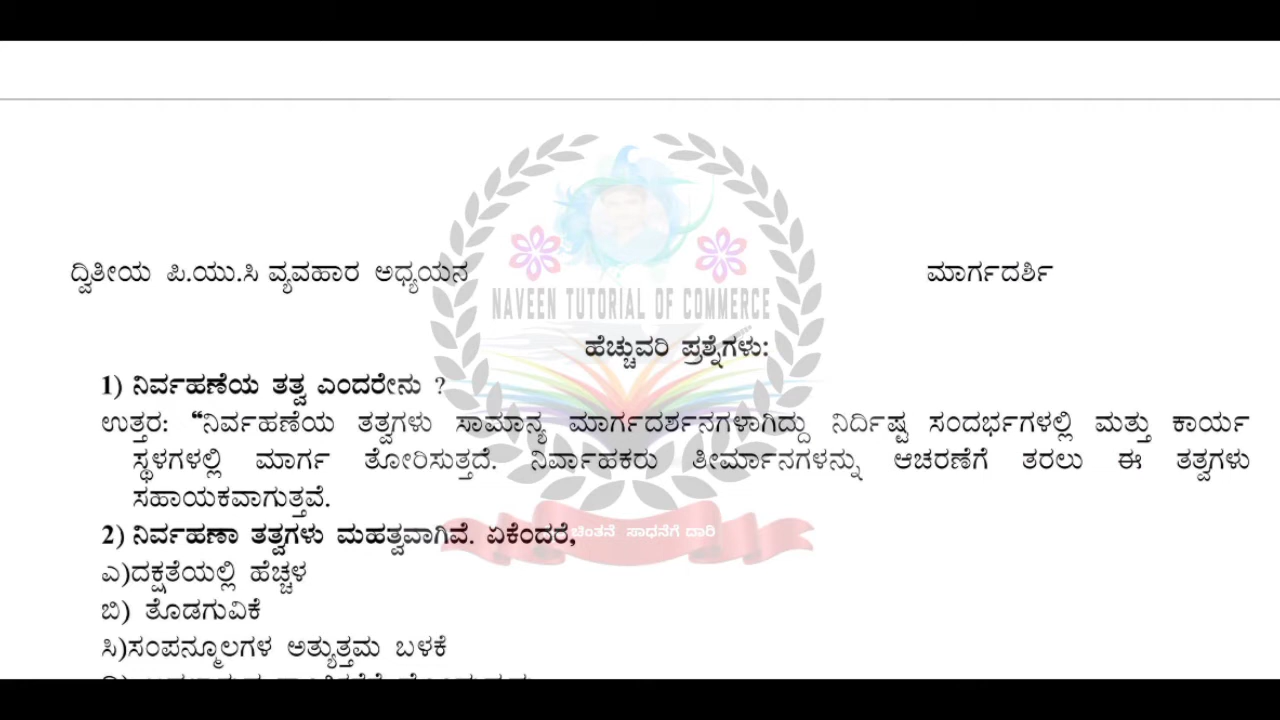 ದ್ವಿತೀಯ ಪಿ.ಯು.ಸಿ ವ್ಯವಹಾರ ಅಧ್ಯಯನ ಮಾರ್ಗದರ್ಶಿ
NAVEEN TUTORIAL OF COMMERCE
ಹೆಚ್ಚುವರಿ ಪ್ರಶ್ನೆಗಳು:
1) ನಿರ್ವಹಣೆಯ ತತ್ವ ಎಂದರೇನು ?
ಉತ್ತರ: “ನಿರ್ವಹಣೆಯ ತತ್ವಗಳು ಸಾಮಾನ್ಯ ಮಾರ್ಗದರ್ಶನಗಳಾಗಿದ್ದು ನಿರ್ದಿಷ್ಟ ಸಂದರ್ಭಗಳಲ್ಲಿ ಮತ್ತು ಕಾರ್ಯ
ಸ್ಥಳಗಳಲ್ಲಿ ಮಾರ್ಗ ತೋರಿಸುತ್ತದೆ. ನಿರ್ವಾಹಕರು ತೀರ್ಮಾನಗಳನ್ನು ಆಚರಣೆಗೆ ತರಲು ಈ ತತ್ವಗಳು
ಸಹಾಯಕವಾಗುತ್ತವೆ.
2) ನಿರ್ವಹಣಾ ತತ್ವಗಳು ಮಹತ್ವವಾಗಿವೆ. ಏಕೆಂದರೆ,
ಚಿಂತನೆ ಸಾಧನೆಗೆ ದಾರಿ
ಎ)ದಕ್ಷತೆಯಲ್ಲಿ ಹೆಚ್ಚಳ
ಬಿ) ತೊಡಗುವಿಕೆ
ಸಿ)ಸಂಪನ್ಮೂಲಗಳ ಅತ್ಯುತ್ತಮ ಬಳಕೆ